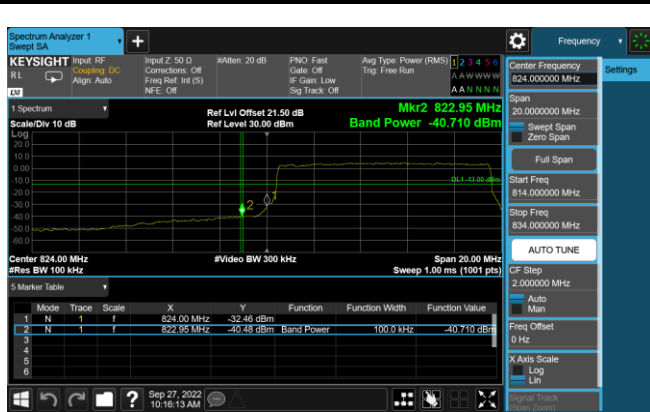 Spectrum Analyzer 1
Swept SA
Frequency
KEYSIGHT
RL
LXI
Input: RF
Coupling: DC
Align: Auto
Input Z: 50 Ω
Corrections: Off
Freq Ref: Int (S)
NFE: Off
#Atten: 20 dB
PNO: Fast
Gate: Off
IF Gain: Low
Sig Track: Off
Avg Type: Power (RMS)
Trig: Free Run
1 2 3 4 5 6
A A W W W W
A A N N N N
1 Spectrum
Scale/Div 10 dB
Ref Lvl Offset 21.50 dB
Ref Level 30.00 dBm
Mkr2 822.95 MHz
Band Power -40.710 dBm
Log
20.0
10.0
0.00
-10.0
-20.0
-30.0
-40.0
-50.0
-60.0
DL1 -13.00 dBm
2
1
Center 824.00 MHz
#Res BW 100 kHz
#Video BW 300 kHz
Span 20.00 MHz
Sweep 1.00 ms (1001 pts)
5 Marker Table
Mode Trace Scale X Y Function Function Width Function Value
1 N 1 f 824.00 MHz -32.46 dBm
2 N 1 f 822.95 MHz -40.48 dBm Band Power 100.0 kHz -40.710 dBm
3
4
5
6
Sep 27, 2022
10:16:13 AM
Center Frequency
824.000000 MHz
Settings
Span
20.0000000 MHz
Swept Span
Zero Span
Full Span
Start Freq
814.000000 MHz
Stop Freq
834.000000 MHz
AUTO TUNE
CF Step
2.000000 MHz
Auto
Man
Freq Offset
0 Hz
X Axis Scale
Log
Lin
Signal Track
(Span Zoom)